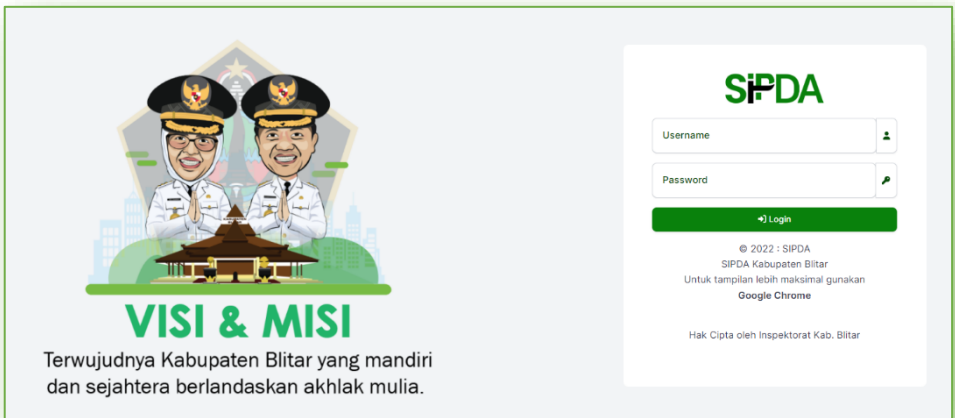 VISI & MISI
Terwujudnya Kabupaten Blitar yang mandiri
dan sejahtera berlandaskan akhlak mulia.
SiPDA
Username
Password
Login
© 2022 : SIPDA
SIPDA Kabupaten Blitar
Untuk tampilan lebih maksimal gunakan
Google Chrome
Hak Cipta oleh Inspektorat Kab. Blitar